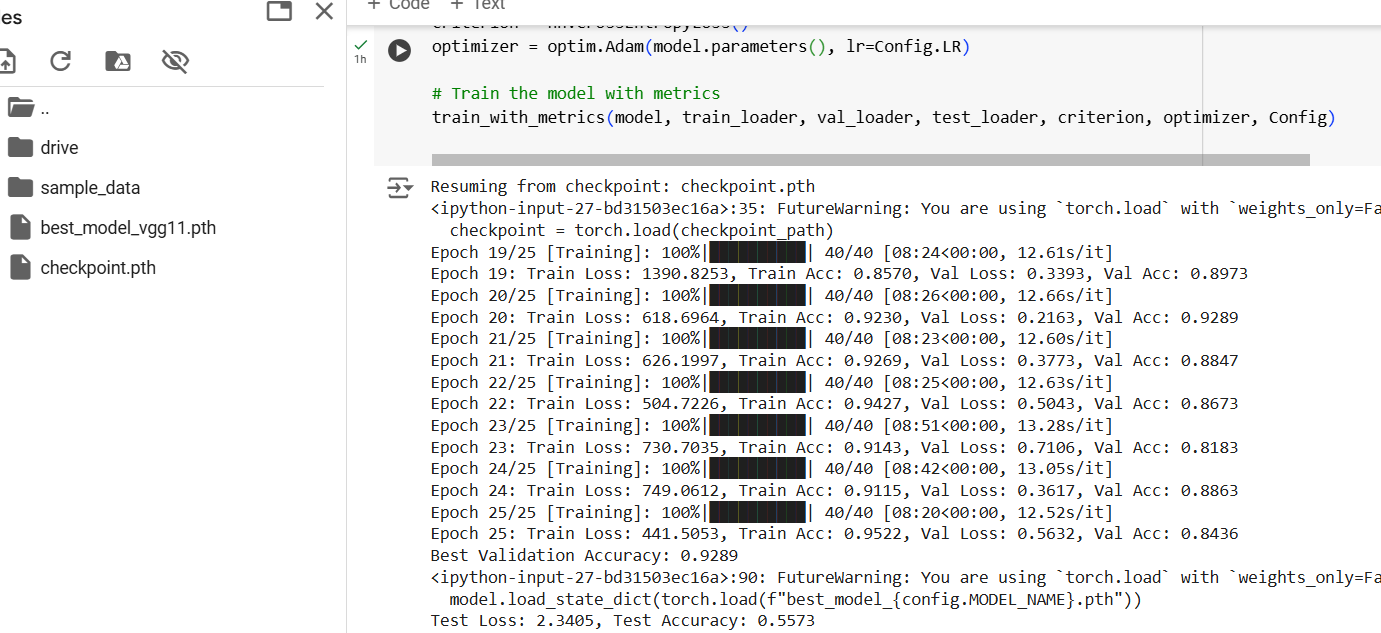 es
+ Code + Text
..
drive
sample_data
best_model_vgg11.pth
checkpoint.pth
1h
criterion = nn.CrossEntropyLoss()
optimizer = optim.Adam(model.parameters(), lr=Config.LR)
# Train the model with metrics
train_with_metrics(model, train_loader, val_loader, test_loader, criterion, optimizer, Config)
Resuming from checkpoint: checkpoint.pth
<ipython-input-27-bd31503ec16a>:35: FutureWarning: You are using `torch.load` with `weights_only=Fa
checkpoint = torch.load(checkpoint_path)
Epoch 19/25 [Training]: 100%|██████████| 40/40 [08:24<00:00, 12.61s/it]
Epoch 19: Train Loss: 1390.8253, Train Acc: 0.8570, Val Loss: 0.3393, Val Acc: 0.8973
Epoch 20/25 [Training]: 100%|██████████| 40/40 [08:26<00:00, 12.66s/it]
Epoch 20: Train Loss: 618.6964, Train Acc: 0.9230, Val Loss: 0.2163, Val Acc: 0.9289
Epoch 21/25 [Training]: 100%|██████████| 40/40 [08:23<00:00, 12.60s/it]
Epoch 21: Train Loss: 626.1997, Train Acc: 0.9269, Val Loss: 0.3773, Val Acc: 0.8847
Epoch 22/25 [Training]: 100%|██████████| 40/40 [08:25<00:00, 12.63s/it]
Epoch 22: Train Loss: 504.7226, Train Acc: 0.9427, Val Loss: 0.5043, Val Acc: 0.8673
Epoch 23/25 [Training]: 100%|██████████| 40/40 [08:51<00:00, 13.28s/it]
Epoch 23: Train Loss: 730.7035, Train Acc: 0.9143, Val Loss: 0.7106, Val Acc: 0.8183
Epoch 24/25 [Training]: 100%|██████████| 40/40 [08:42<00:00, 13.05s/it]
Epoch 24: Train Loss: 749.0612, Train Acc: 0.9115, Val Loss: 0.3617, Val Acc: 0.8863
Epoch 25/25 [Training]: 100%|██████████| 40/40 [08:20<00:00, 12.52s/it]
Epoch 25: Train Loss: 441.5053, Train Acc: 0.9522, Val Loss: 0.5632, Val Acc: 0.8436
Best Validation Accuracy: 0.9289
<ipython-input-27-bd31503ec16a>:90: FutureWarning: You are using `torch.load` with `weights_only=Fa
model.load_state_dict(torch.load(f"best_model_{config.MODEL_NAME}.pth"))
Test Loss: 2.3405, Test Accuracy: 0.5573